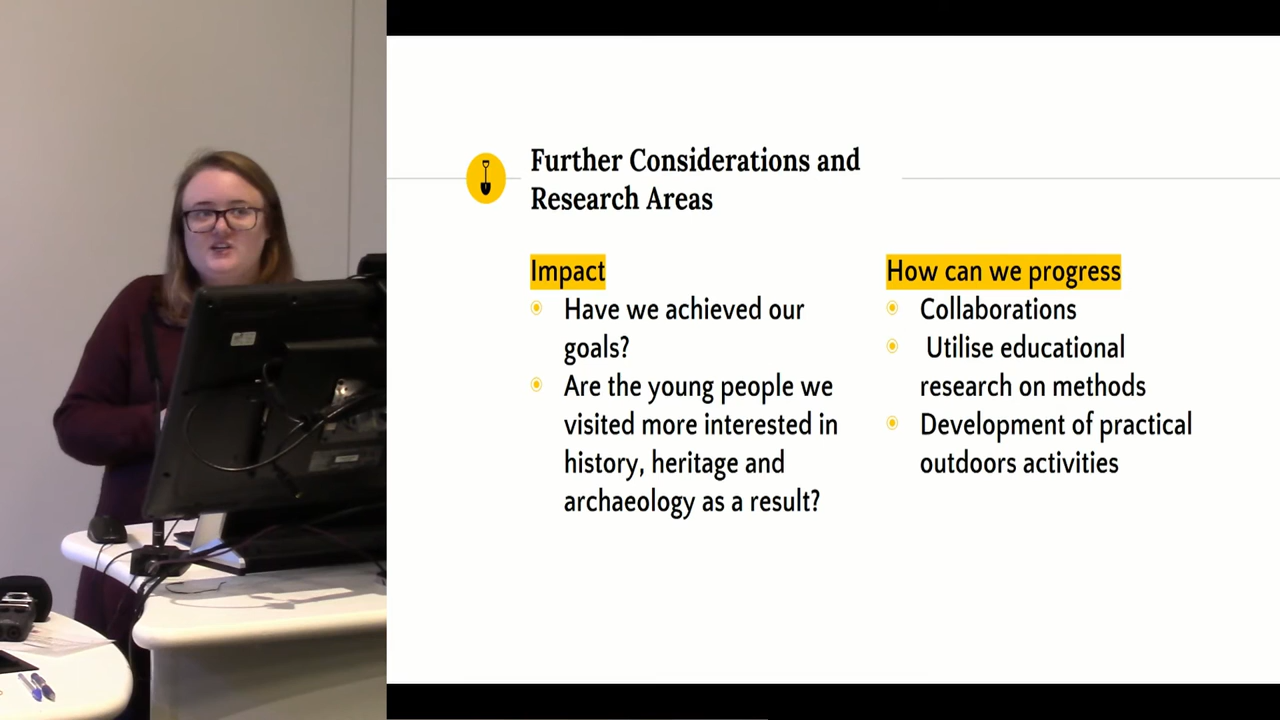 Further Considerations and
Research Areas
Impact
Have we achieved our
goals?
Are the young people we
visited more interested in
history, heritage and
archaeology as a result?
How can we progress
Collaborations
Utilise educational
research on methods
Development of practical
outdoors activities